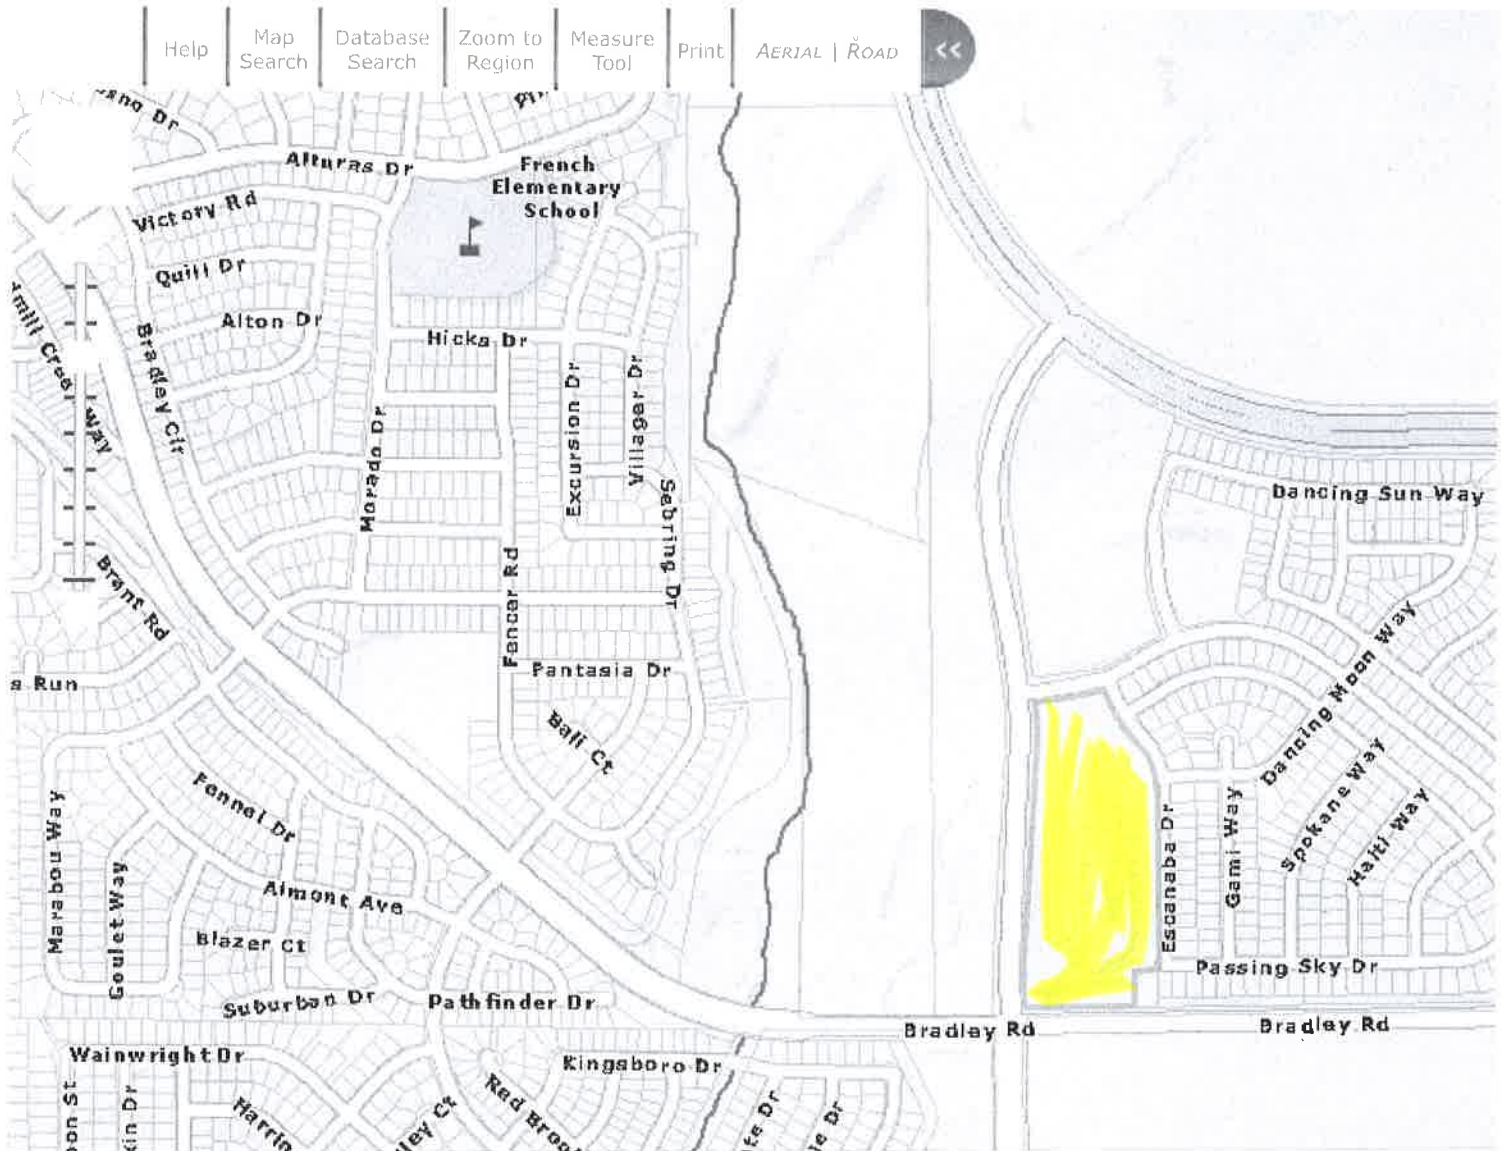 Help
Map Search
Database Search
Zoom to Region
Measure Tool
Print
AERIAL | ROAD
<<
Alturas Dr
French
Elementary
School
Victory Rd
Quill Dr
Alton Dr
Hicks Dr
Bradley Cir
Way
Morado Dr
Excursion Dr
Villager Dr
Sebring Dr
Dancing Sun Way
Brant Rd
Fencer Rd
Fantasia Dr
s Run
Bali Ct
Dancing Moon Way
Fennel Dr
Spokane Way
Haiti Way
Marabou Way
Goulet Way
Almont Ave
Escanaba Dr
Gami Way
Blazer Ct
Passing Sky Dr
Suburban Dr
Pathfinder Dr
Bradley Rd
Bradley Rd
Wainwright Dr
Kingsboro Dr